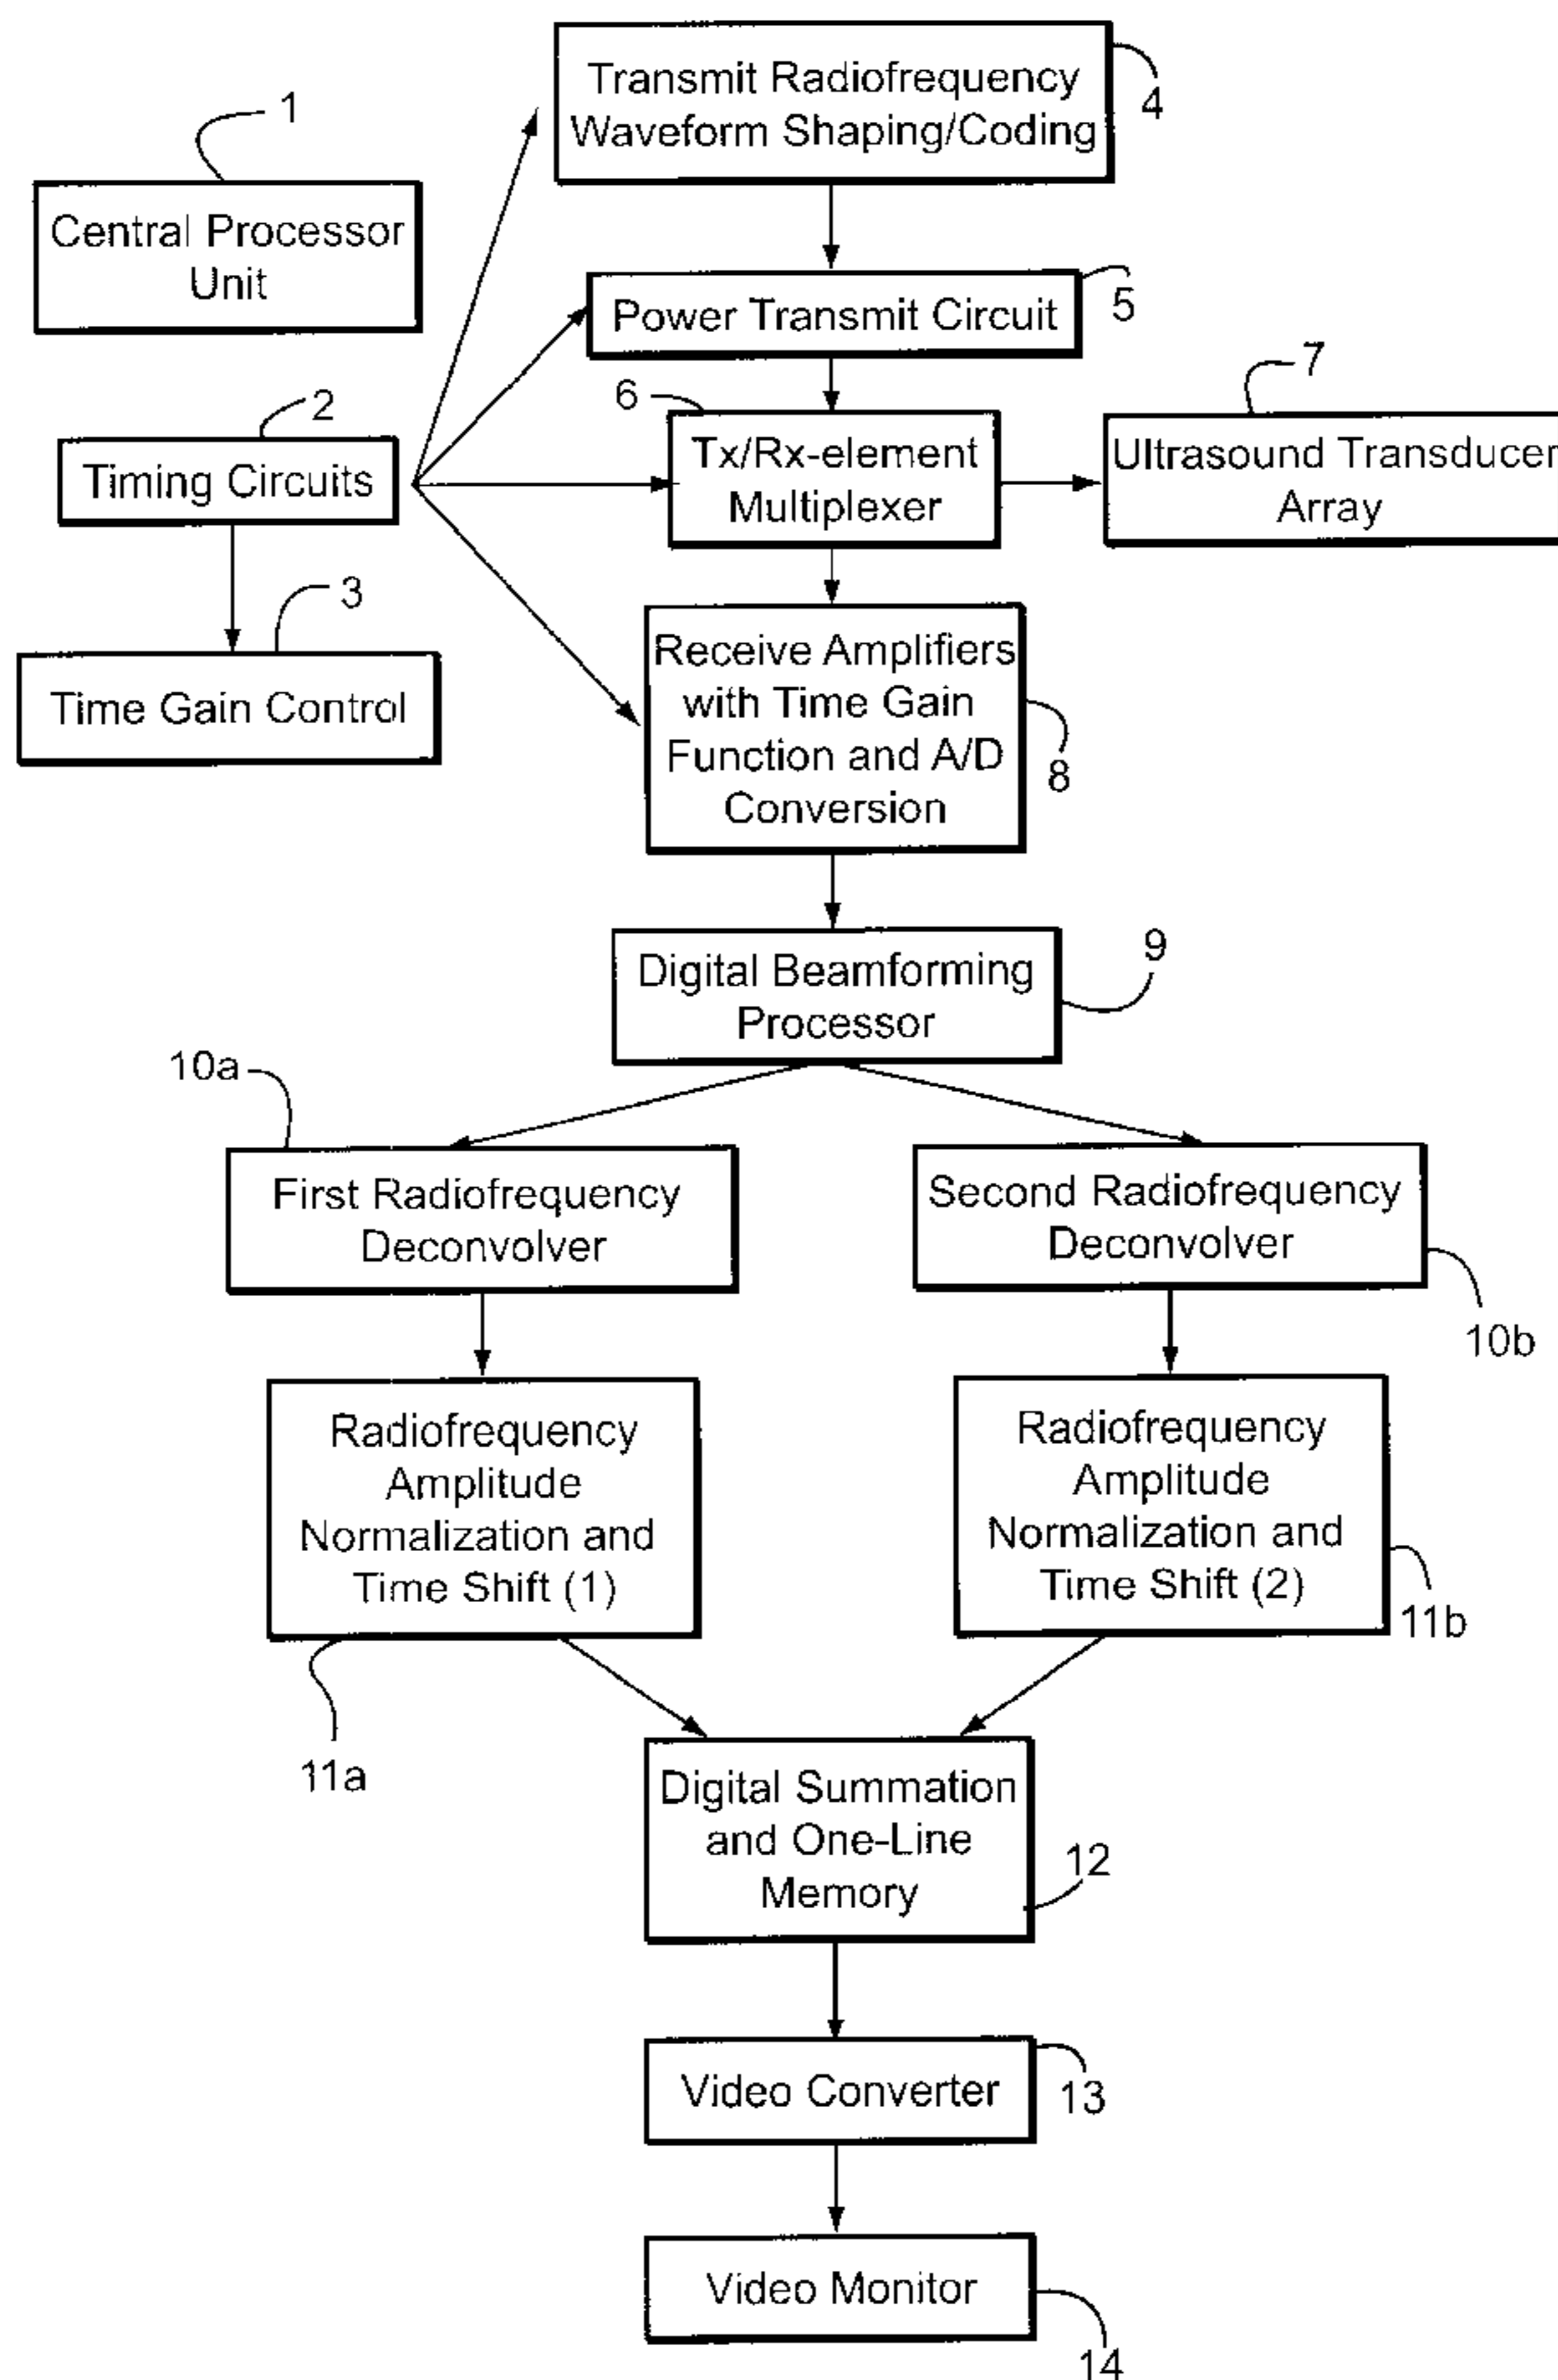 1
Central Processor
Unit
Transmit Radiofrequency
Waveform Shaping/Coding
4
Power Transmit Circuit
5
2
Timing Circuits
6
Tx/Rx-element
Multiplexer
7
Ultrasound Transducer
Array
3
Time Gain Control
Receive Amplifiers
with Time Gain
Function and A/D
Conversion
8
Digital Beamforming
Processor
9
10a
First Radiofrequency
Deconvolver
Second Radiofrequency
Deconvolver
10b
Radiofrequency
Amplitude
Normalization and
Time Shift (1)
11a
Radiofrequency
Amplitude
Normalization and
Time Shift (2)
11b
Digital Summation
and One-Line
Memory
12
Video Converter
13
Video Monitor
14